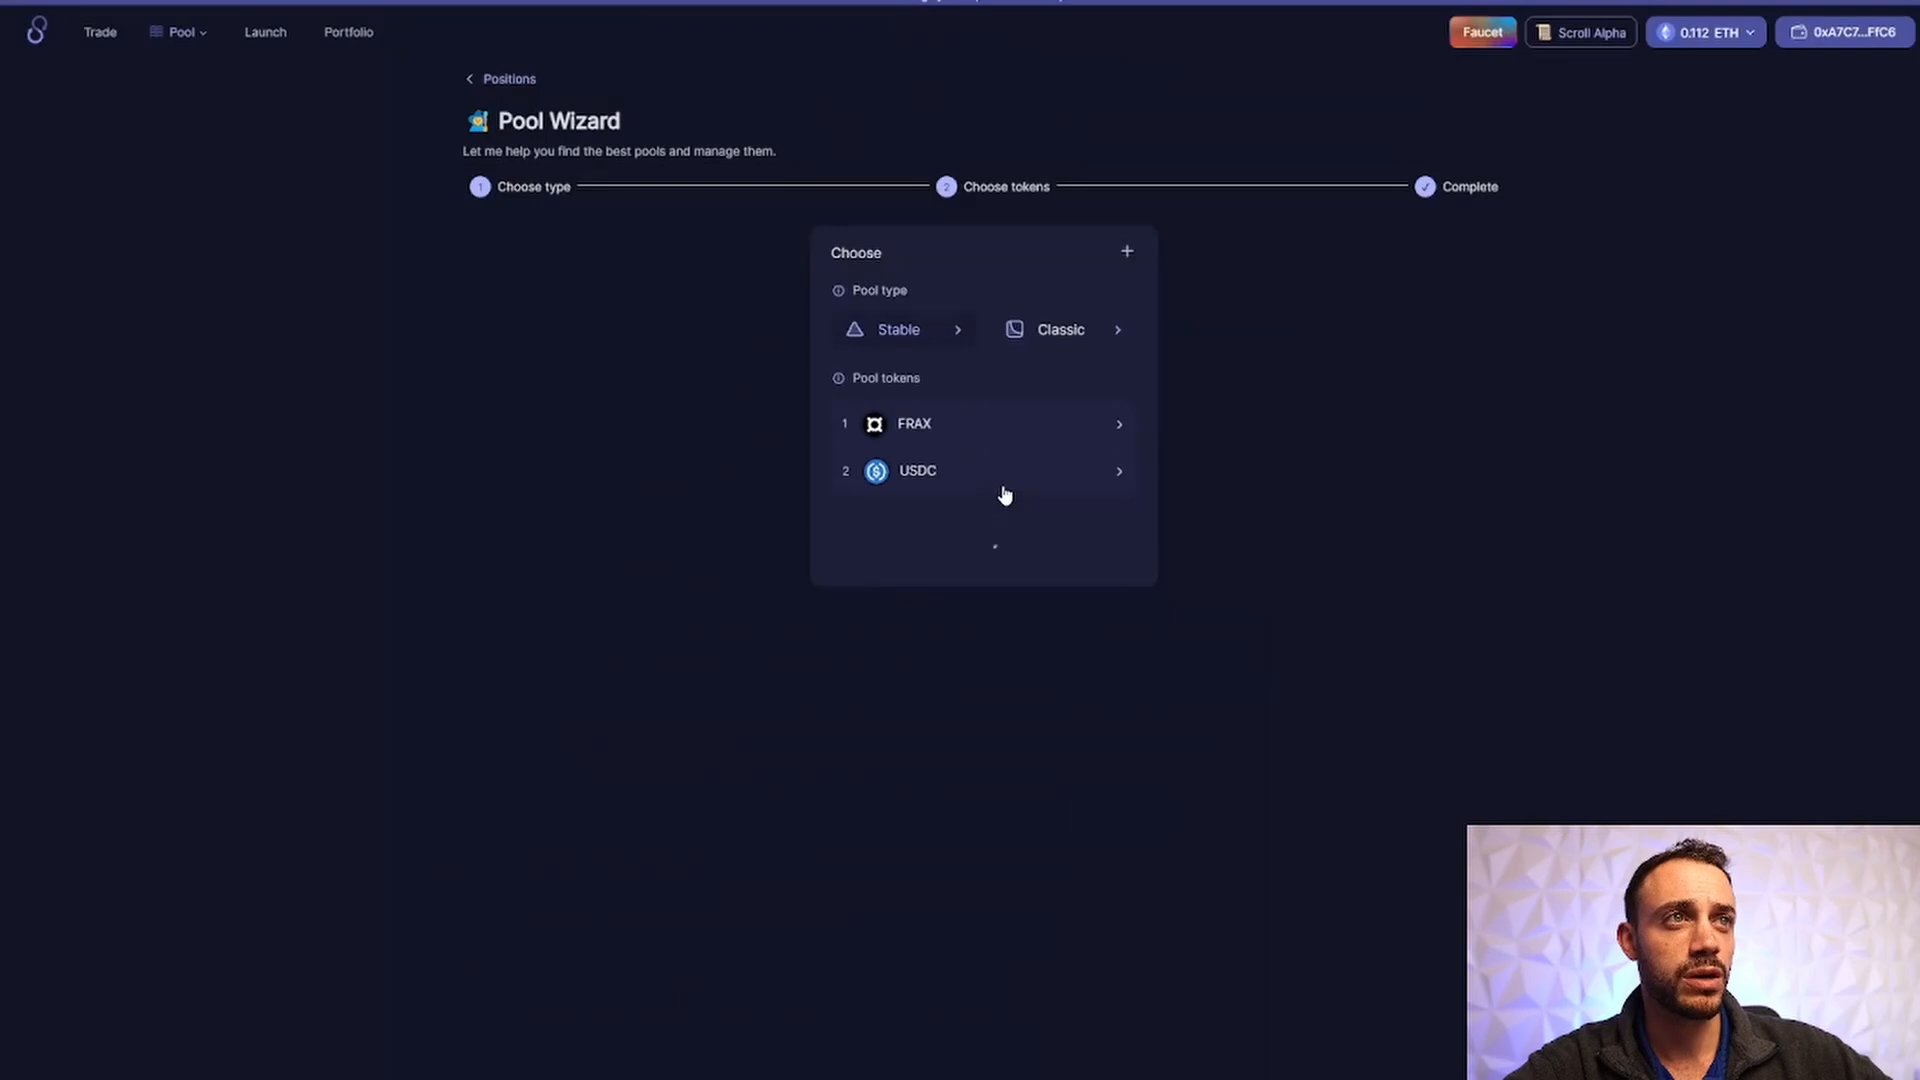 Trade
Pool
Launch
Portfolio
Faucet
Scroll Alpha
0.112 ETH
0xA7C7...FfC6
Positions
Pool Wizard
Let me help you find the best pools and manage them.
1 Choose type
2 Choose tokens
Complete
Choose
Pool type
Stable
Classic
Pool tokens
1 FRAX
2 USDC